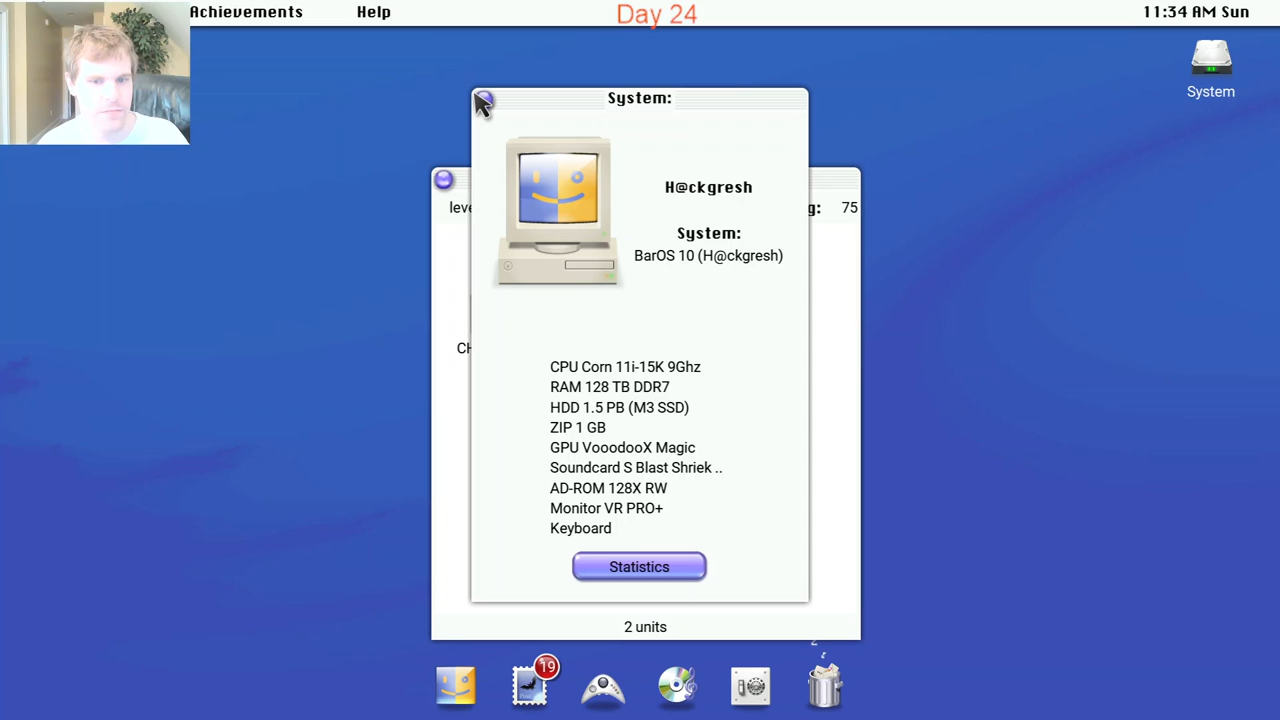 Achievements Help Day 24 11:34 AM Sun
System
System:
H@ckgresh
leve g: 75
System:
BarOS 10 (H@ckgresh)
CH
CPU Corn 11i-15K 9Ghz
RAM 128 TB DDR7
HDD 1.5 PB (M3 SSD)
ZIP 1 GB
GPU VooodooX Magic
Soundcard S Blast Shriek ..
AD-ROM 128X RW
Monitor VR PRO+
Keyboard
Statistics
2 units
19